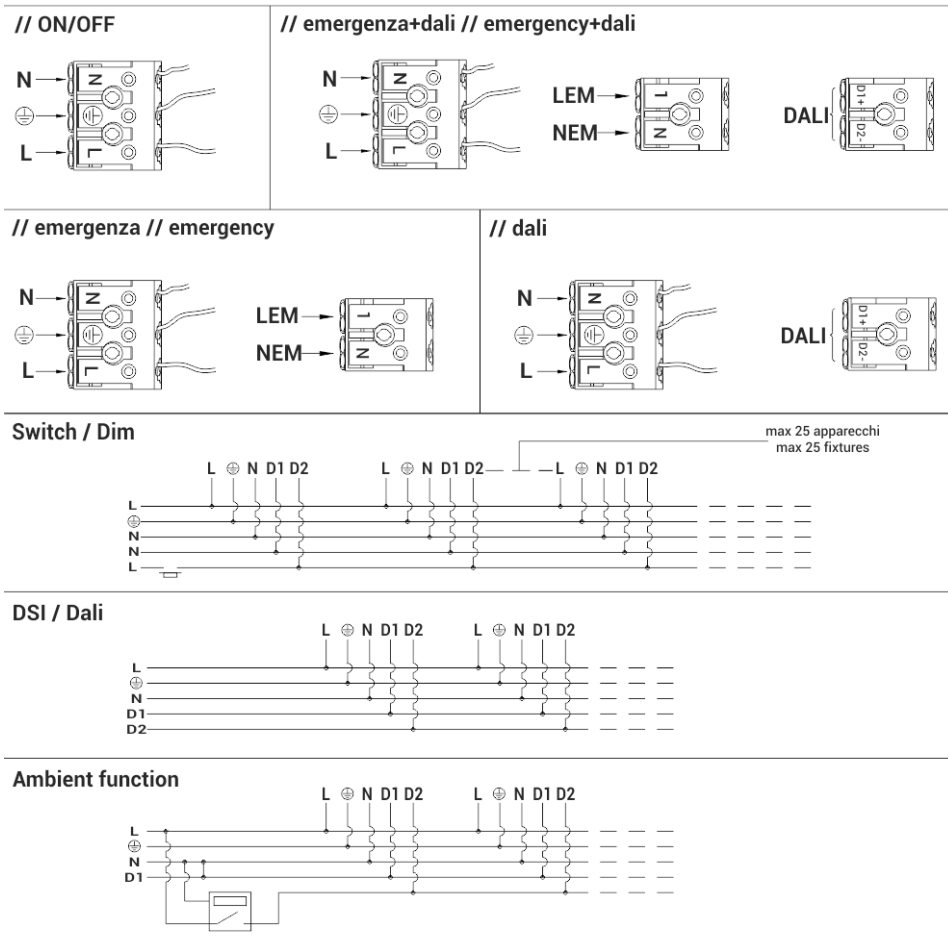 // ON/OFF
N
L
N
L
// emergenza+dali // emergency+dali
N
L
N
L
LEM
NEM
1
N
DALI
D1+
D2-
// emergenza // emergency
N
L
N
L
LEM
NEM
1
N
// dali
N
L
N
L
DALI
D1+
D2-
Switch / Dim
max 25 apparecchi
max 25 fixtures
L N D1 D2 L N D1 D2 L N D1 D2
L
N
N
L
DSI / Dali
L N D1 D2 L N D1 D2
L
N
D1
D2
Ambient function
L N D1 D2 L N D1 D2
L
N
D1